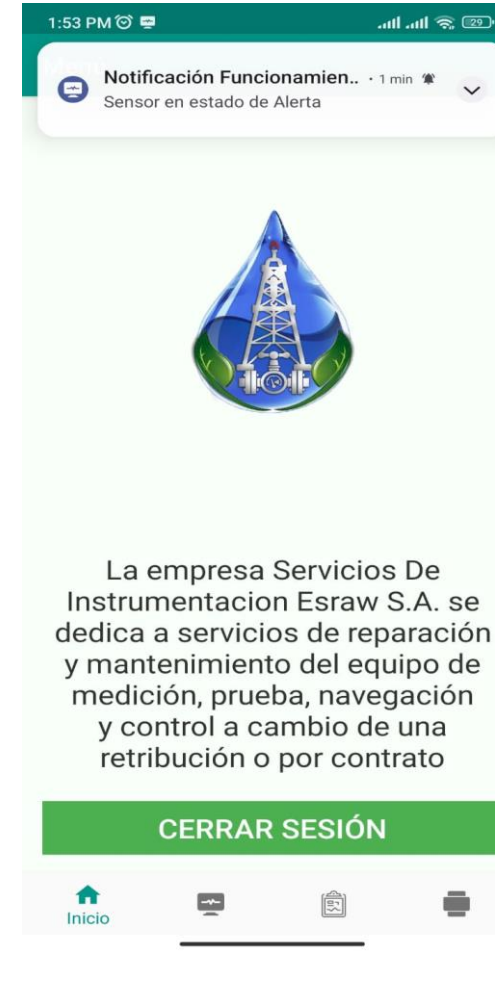 1:53 PM 29
Notificación Funcionamien.. · 1 min
Sensor en estado de Alerta
La empresa Servicios De
Instrumentacion Esraw S.A. se
dedica a servicios de reparación
y mantenimiento del equipo de
medición, prueba, navegación
y control a cambio de una
retribución o por contrato
CERRAR SESIÓN
Inicio